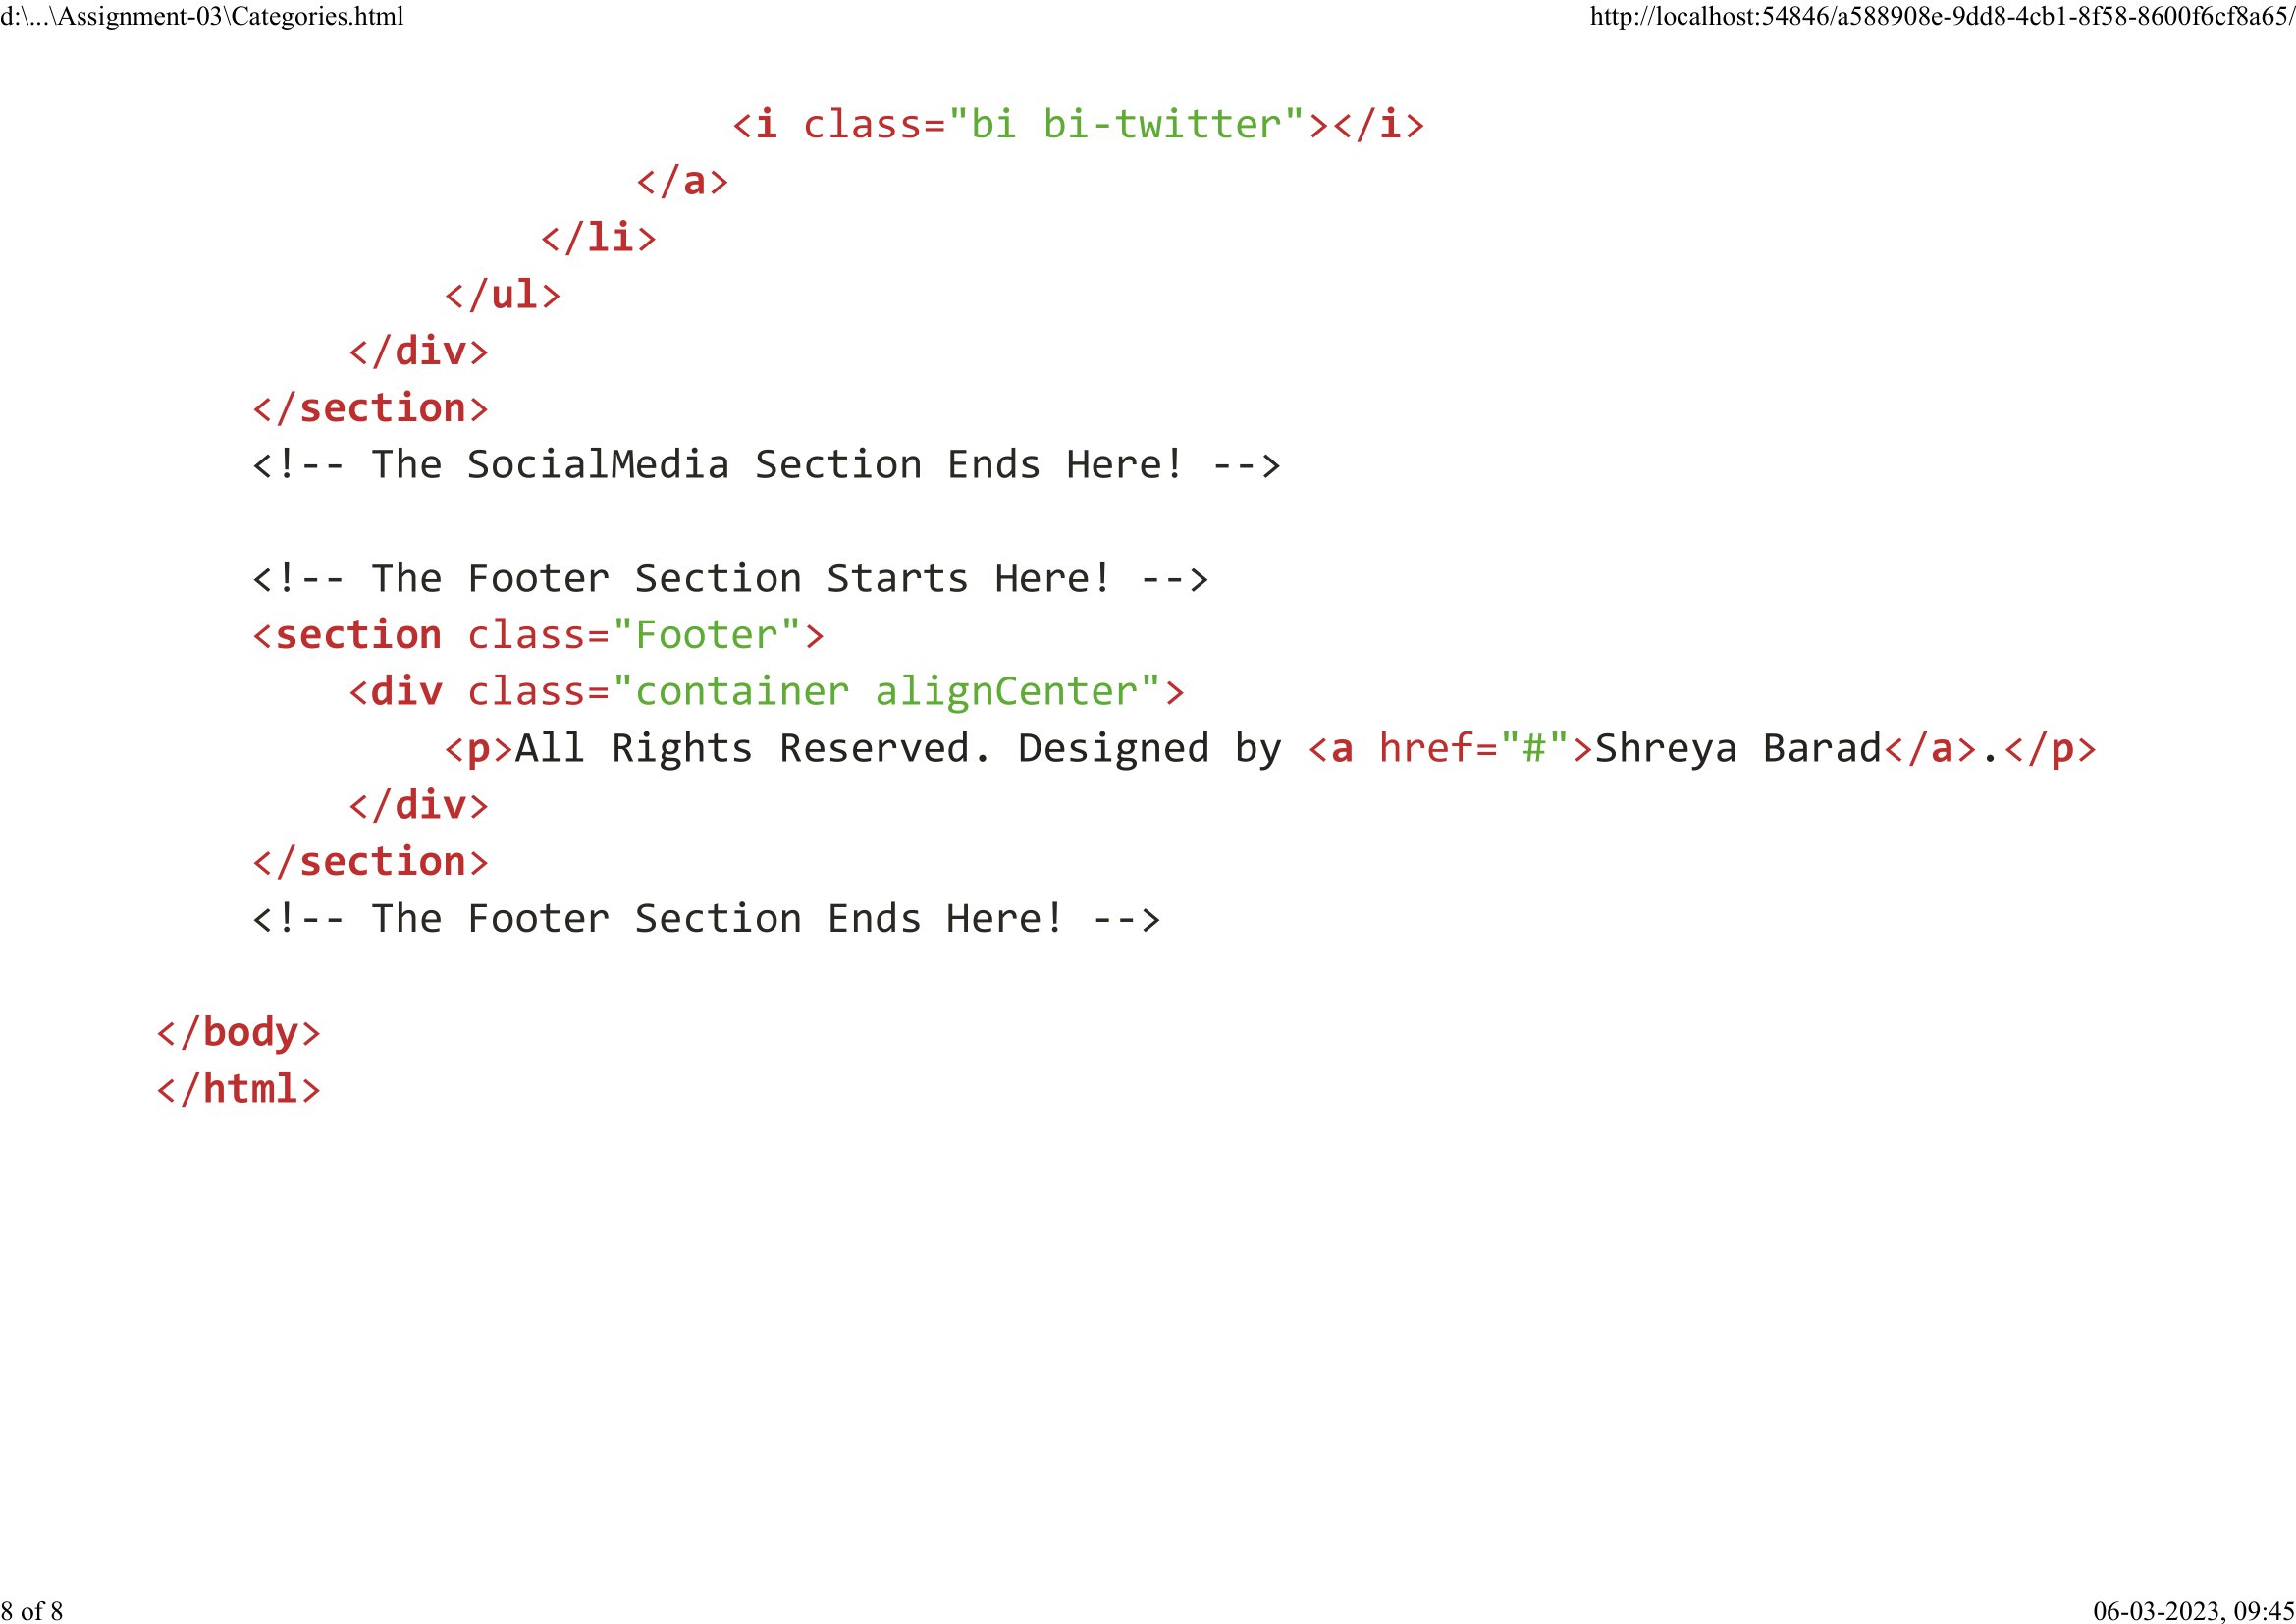 d:\...\Assignment-03\Categories.html
http://localhost:54846/a588908e-9dd8-4cb1-8f58-8600f6cf8a65/
<i class="bi bi-twitter"></i>
</a>
</li>
</ul>
</div>
</section>
<!-- The SocialMedia Section Ends Here! -->
<!-- The Footer Section Starts Here! -->
<section class="Footer">
<div class="container alignCenter">
<p>All Rights Reserved. Designed by <a href="#">Shreya Barad</a>.</p>
</div>
</section>
<!-- The Footer Section Ends Here! -->
</body>
</html>
8 of 8
06-03-2023, 09:45